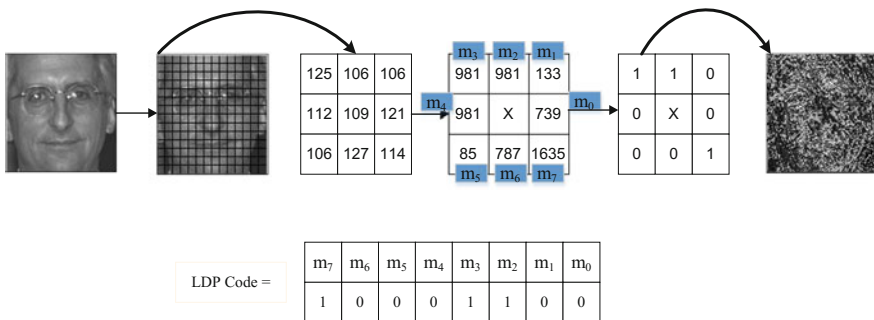 m₃ m₂ m₁
125 106 106 981 981 133 1 1 0
112 109 121 m₄ 981 X 739 m₀ 0 X 0
106 127 114 85 787 1635 0 0 1
m₅ m₆ m₇
m₇ m₆ m₅ m₄ m₃ m₂ m₁ m₀
LDP Code =
1 0 0 0 1 1 0 0